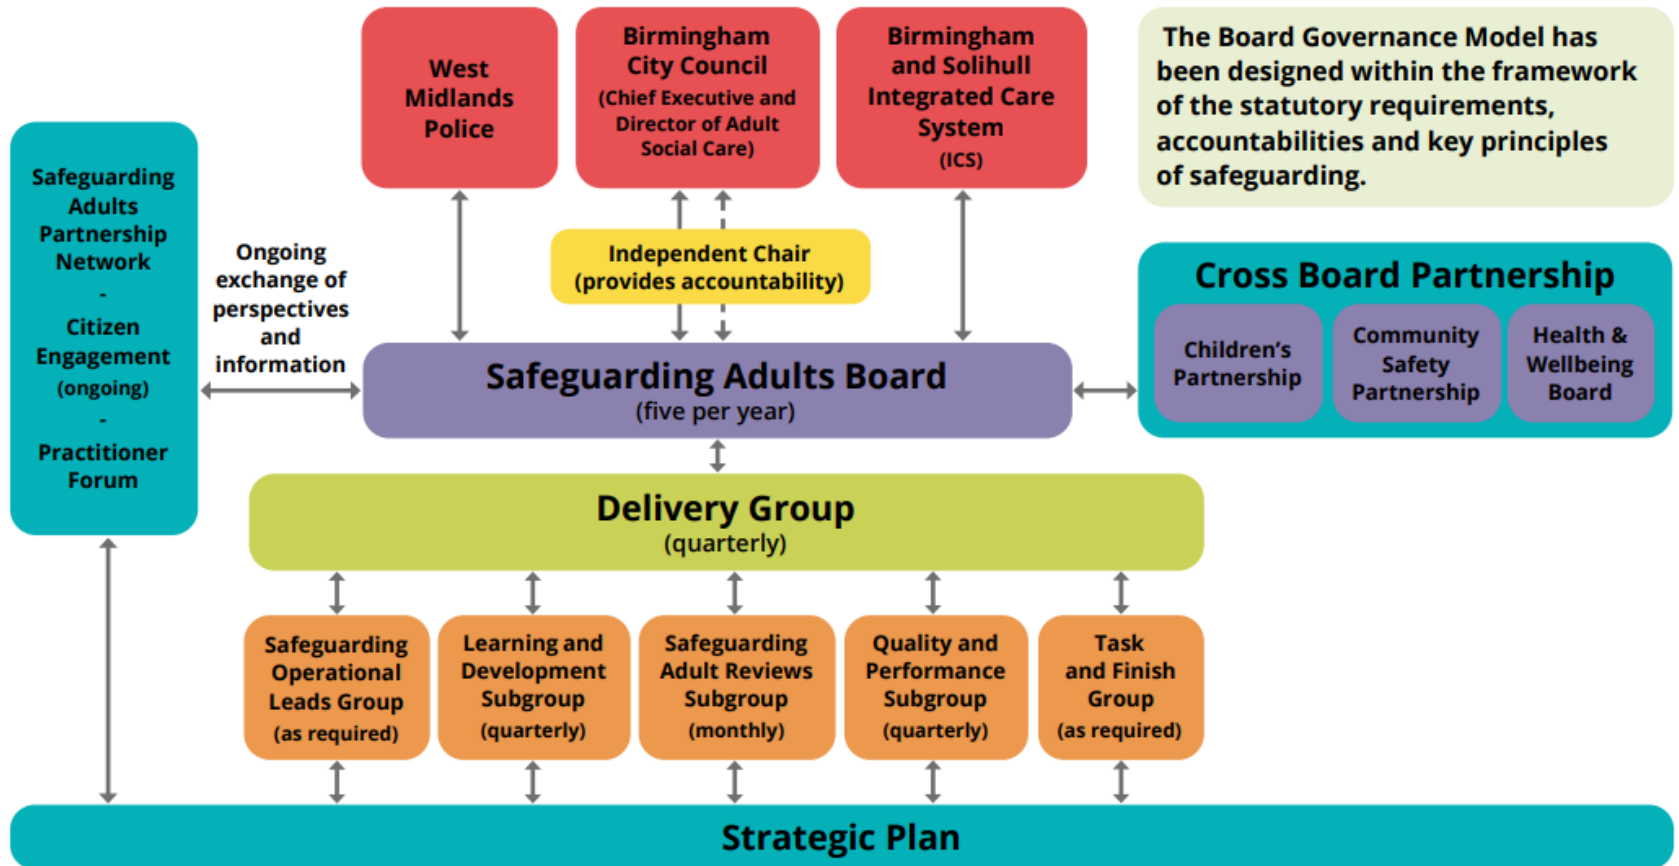 West
Midlands
Police
Birmingham
City Council
(Chief Executive and
Director of Adult
Social Care)
Birmingham
and Solihull
Integrated Care
System
(ICS)
The Board Governance Model has
been designed within the framework
of the statutory requirements,
accountabilities and key principles
of safeguarding.
Safeguarding
Adults
Partnership
Network
-
Citizen
Engagement
(ongoing)
-
Practitioner
Forum
Ongoing
exchange of
perspectives
and
information
Independent Chair
(provides accountability)
Cross Board Partnership
Children’s
Partnership
Community
Safety
Partnership
Health &
Wellbeing
Board
Safeguarding Adults Board
(five per year)
Delivery Group
(quarterly)
Safeguarding
Operational
Leads Group
(as required)
Learning and
Development
Subgroup
(quarterly)
Safeguarding
Adult Reviews
Subgroup
(monthly)
Quality and
Performance
Subgroup
(quarterly)
Task
and Finish
Group
(as required)
Strategic Plan